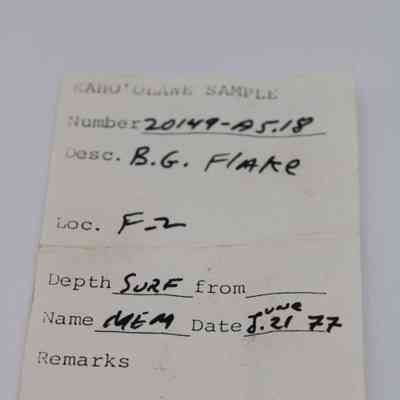 KAHO'OLAWE SAMPLE
Number 20149-A5.18
Desc. B.G. Flake
Loc. F-2
Depth SURF from
Name MEM Date June 21 77
Remarks